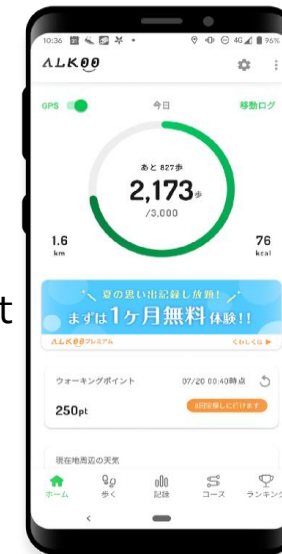 10:36
4G 96%
ALKOO
GPS 今日 移動ログ
あと 827歩
2,173歩
/3,000
1.6
km
76
kcal
t
夏の思い出記録し放題!
まずは1ヶ月無料体験!!
ALKOOプレミアム くわしくは ▶
ウォーキングポイント 07/20 00:40時点
250pt
現在地周辺の天気
ホーム 歩く 記録 コース ランキング